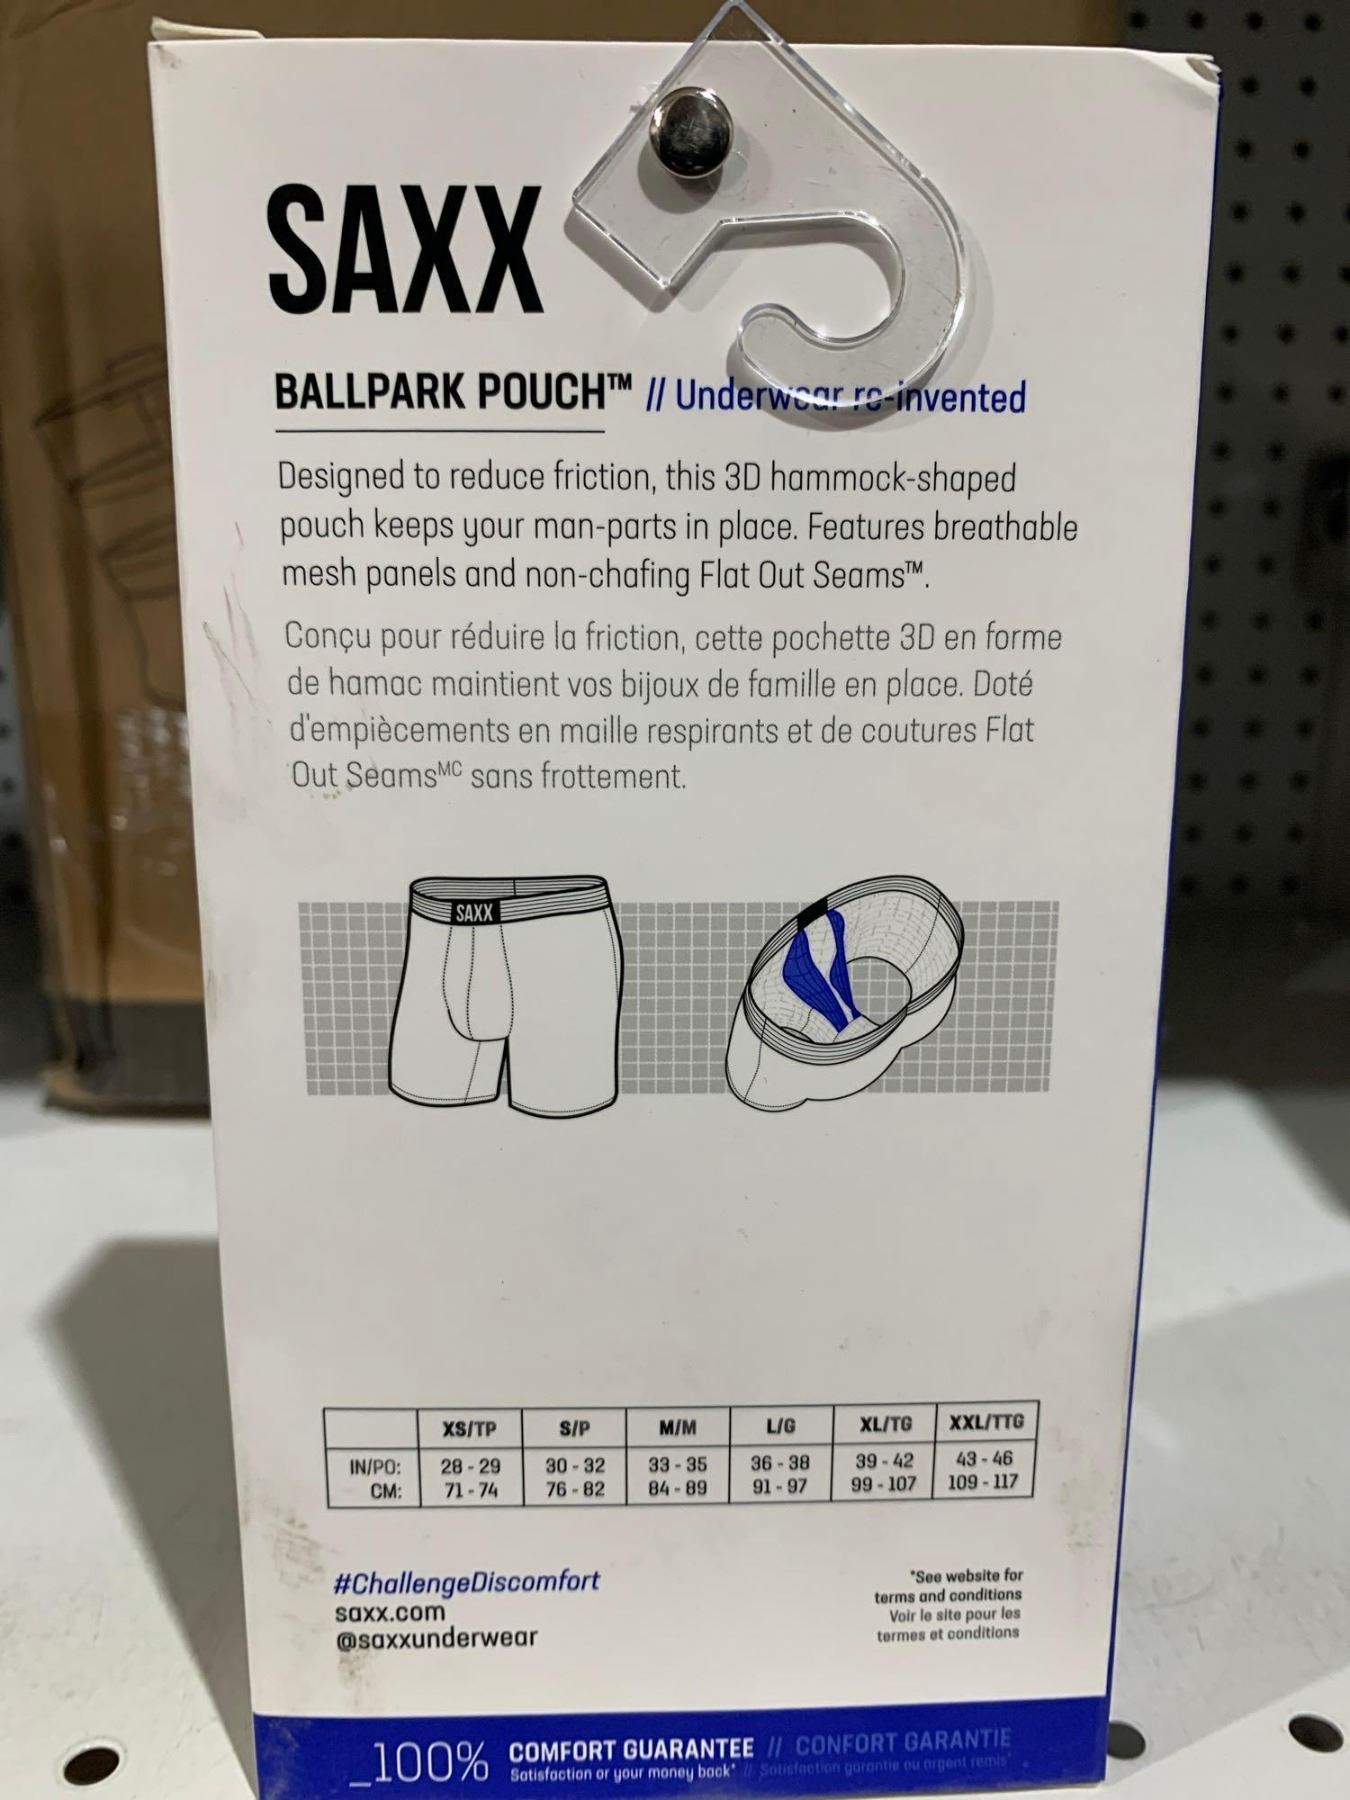 SAXX
BALLPARK POUCH™ // Underwear re-invented
Designed to reduce friction, this 3D hammock-shaped
pouch keeps your man-parts in place. Features breathable
mesh panels and non-chafing Flat Out Seams™.
Conçu pour réduire la friction, cette pochette 3D en forme
de hamac maintient vos bijoux de famille en place. Doté
d'empiècements en maille respirants et de coutures Flat
Out Seamsᴹᶜ sans frottement.
SAXX
XS/TP S/P M/M L/G XL/TG XXL/TTG
IN/PO: 28 - 29 30 - 32 33 - 35 36 - 38 39 - 42 43 - 46
CM: 71 - 74 76 - 82 84 - 89 91 - 97 99 - 107 109 - 117
#ChallengeDiscomfort
saxx.com
@saxxunderwear
*See website for
terms and conditions
Voir le site pour les
termes et conditions
_100% COMFORT GUARANTEE // CONFORT GARANTIE
Satisfaction or your money back* // Satisfaction garantie ou argent remis*